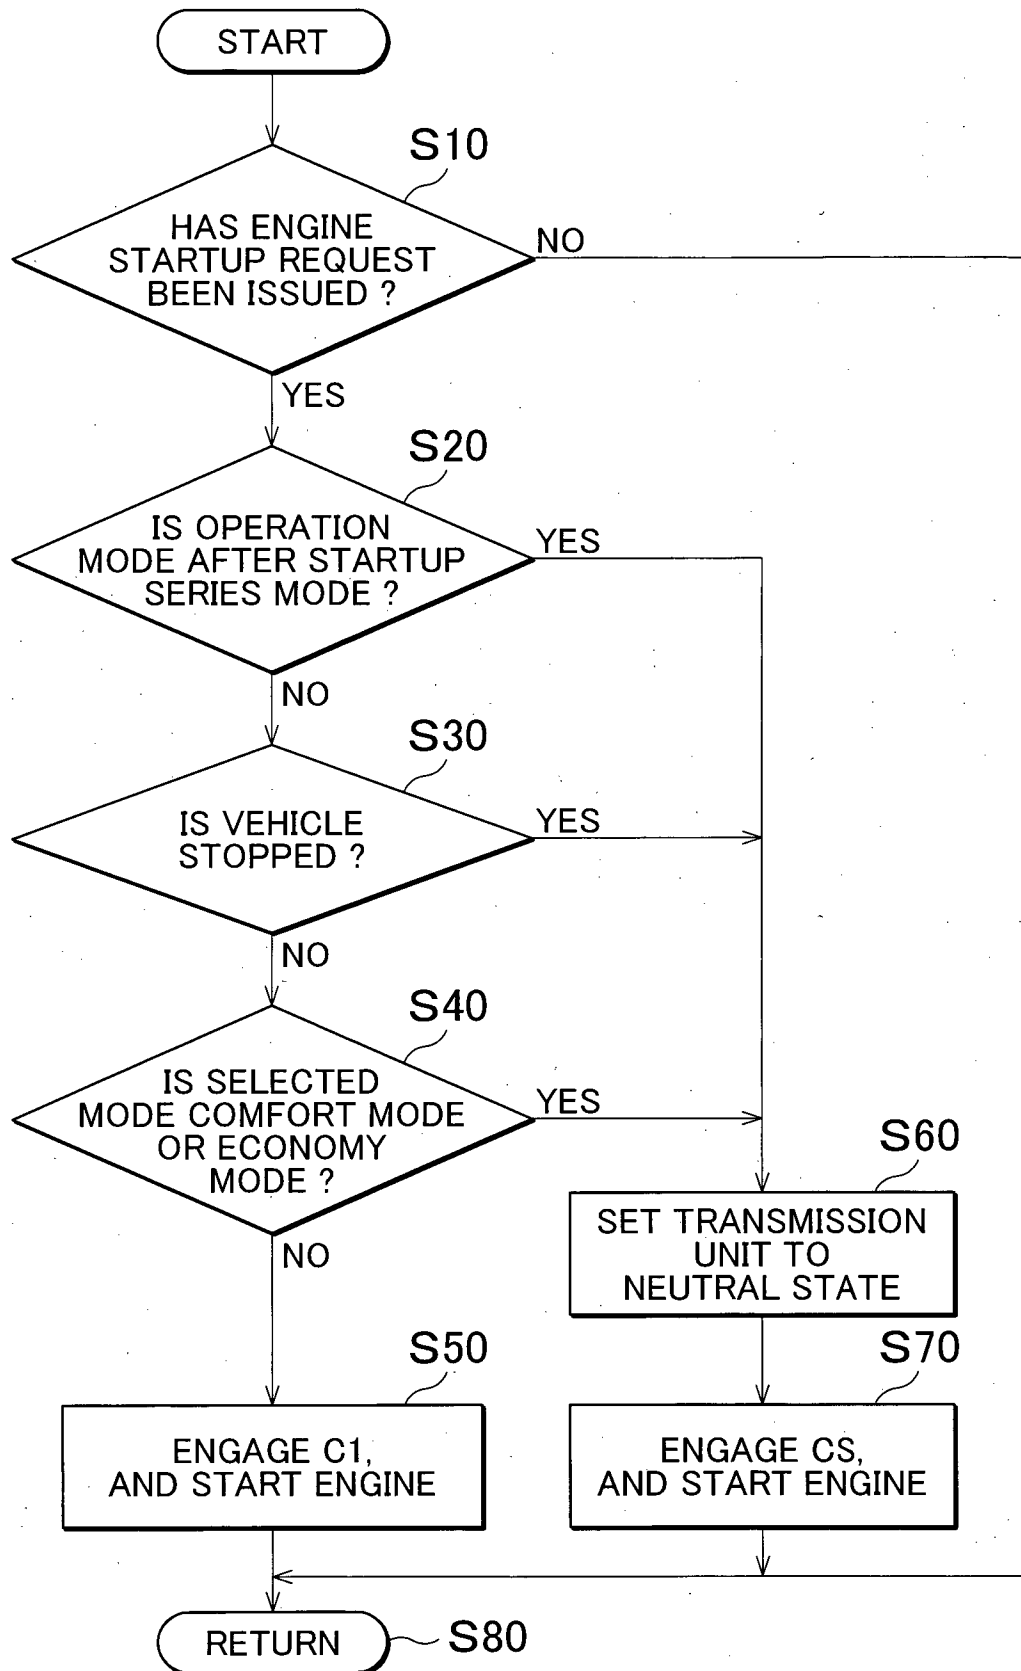 START
S10
HAS ENGINE
STARTUP REQUEST
BEEN ISSUED ?
NO
YES
S20
IS OPERATION
MODE AFTER STARTUP
SERIES MODE ?
YES
NO
S30
IS VEHICLE
STOPPED ?
YES
NO
S40
IS SELECTED
MODE COMFORT MODE
OR ECONOMY
MODE ?
YES
NO
S60
SET TRANSMISSION
UNIT TO
NEUTRAL STATE
S50
ENGAGE C1,
AND START ENGINE
S70
ENGAGE CS,
AND START ENGINE
RETURN
S80